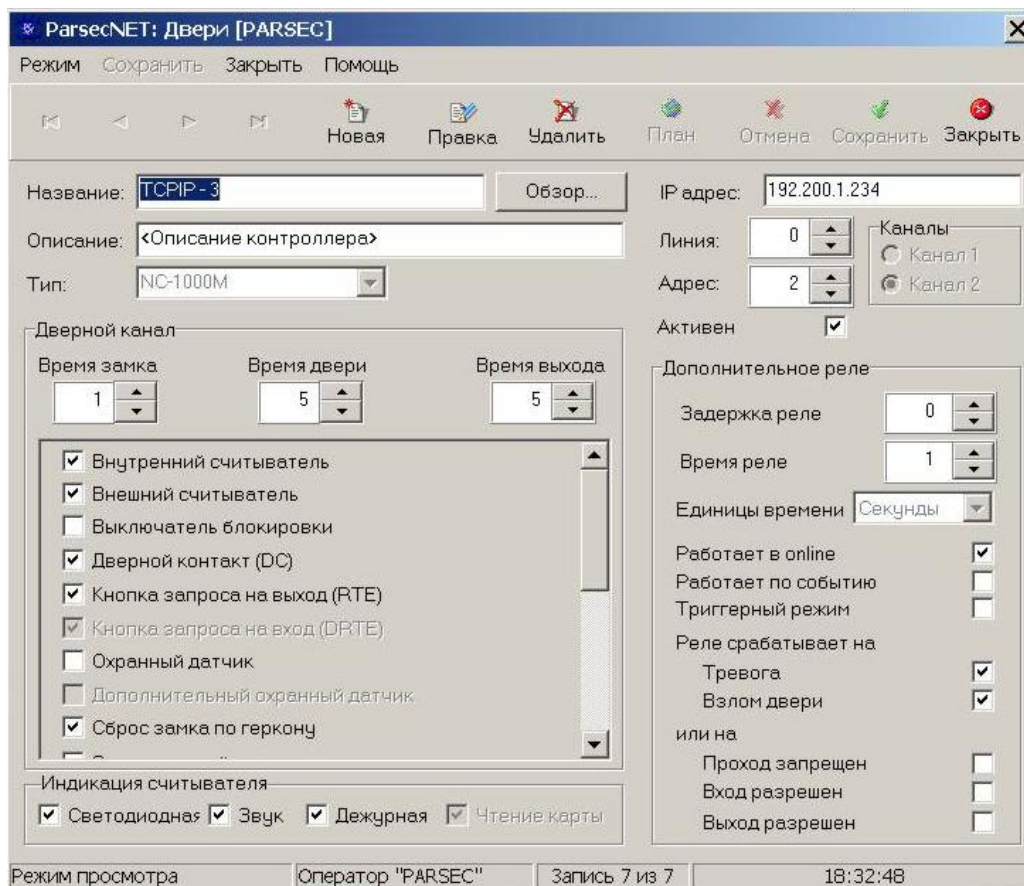 ParsecNET: Двери [PARSEC]
Режим Сохранить Закрыть Помощь
Новая Правка Удалить План Отмена Сохранить Закрыть
Название: TCPIP - 3 Обзор... IP адрес: 192.200.1.234
Описание: <Описание контроллера> Линия: 0 Каналы
Канал 1
Тип: NC-1000M Адрес: 2 Канал 2
Активен
Дверной канал
Время замка Время двери Время выхода
1 5 5
Внутренний считыватель
Внешний считыватель
Выключатель блокировки
Дверной контакт (DC)
Кнопка запроса на выход (RTE)
Кнопка запроса на вход (DRTE)
Охранный датчик
Дополнительный охранный датчик
Сброс замка по геркону
Индикация считывателя
Светодиодная Звук Дежурная Чтение карты
Дополнительное реле
Задержка реле 0
Время реле 1
Единицы времени Секунды
Работает в online
Работает по событию
Триггерный режим
Реле срабатывает на
Тревога
Взлом двери
или на
Проход запрещен
Вход разрешен
Выход разрешен
Режим просмотра Оператор "PARSEC" Запись 7 из 7 18:32:48